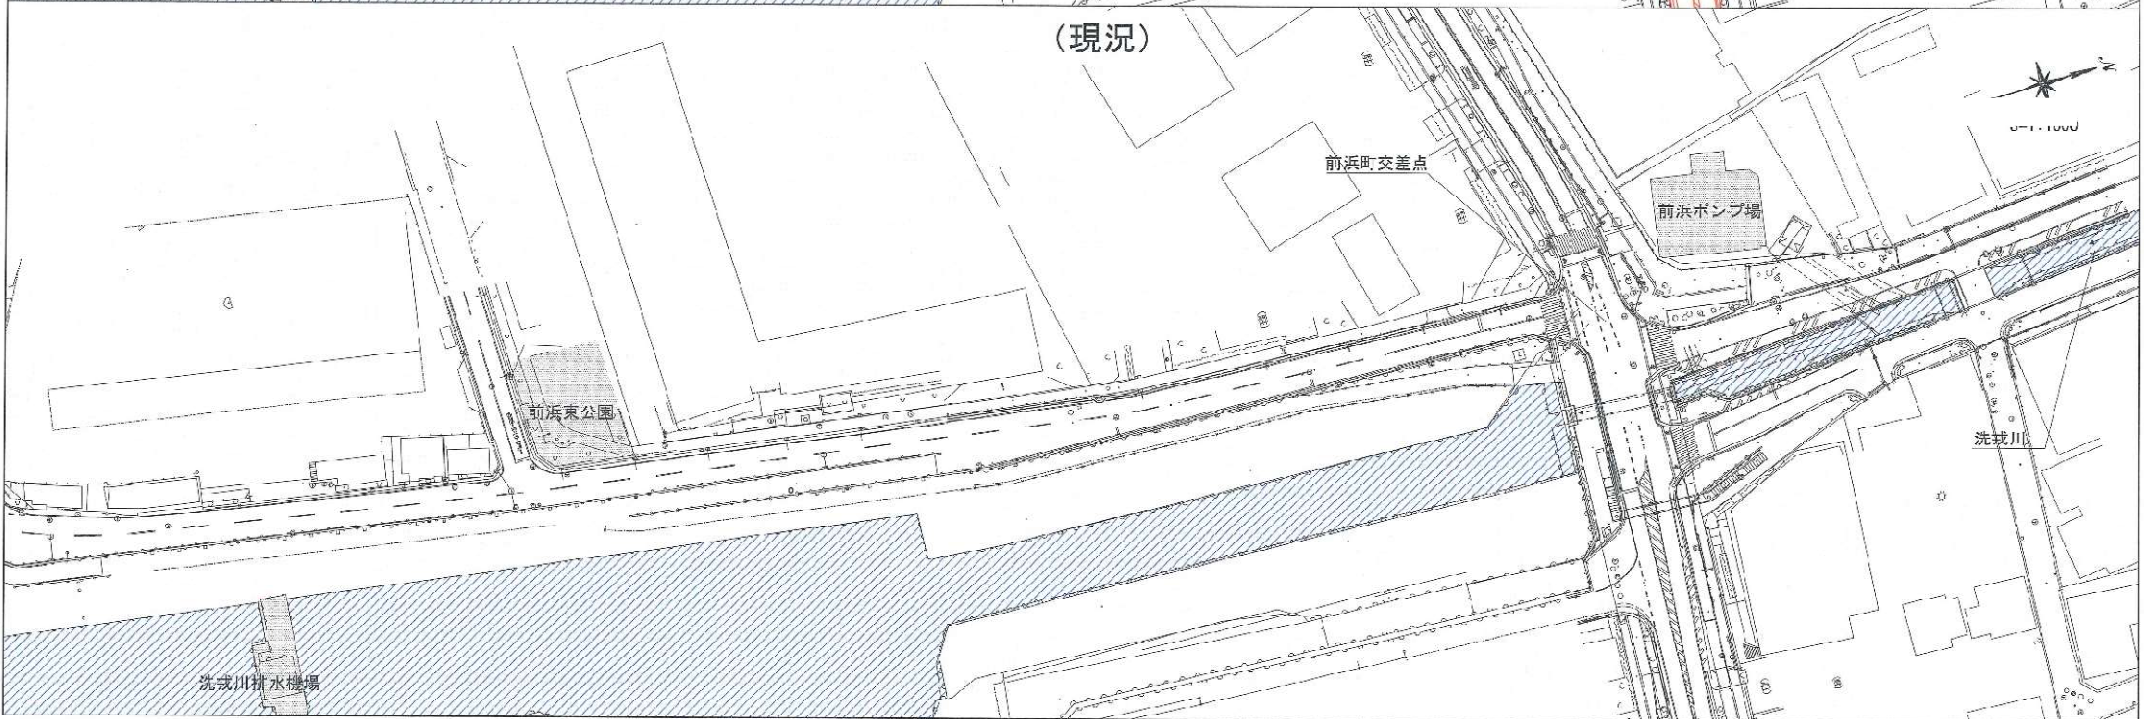 （現況）
前浜町交差点
前浜ポンプ場
前浜東公園
洗戎川
洗戎川排水機場